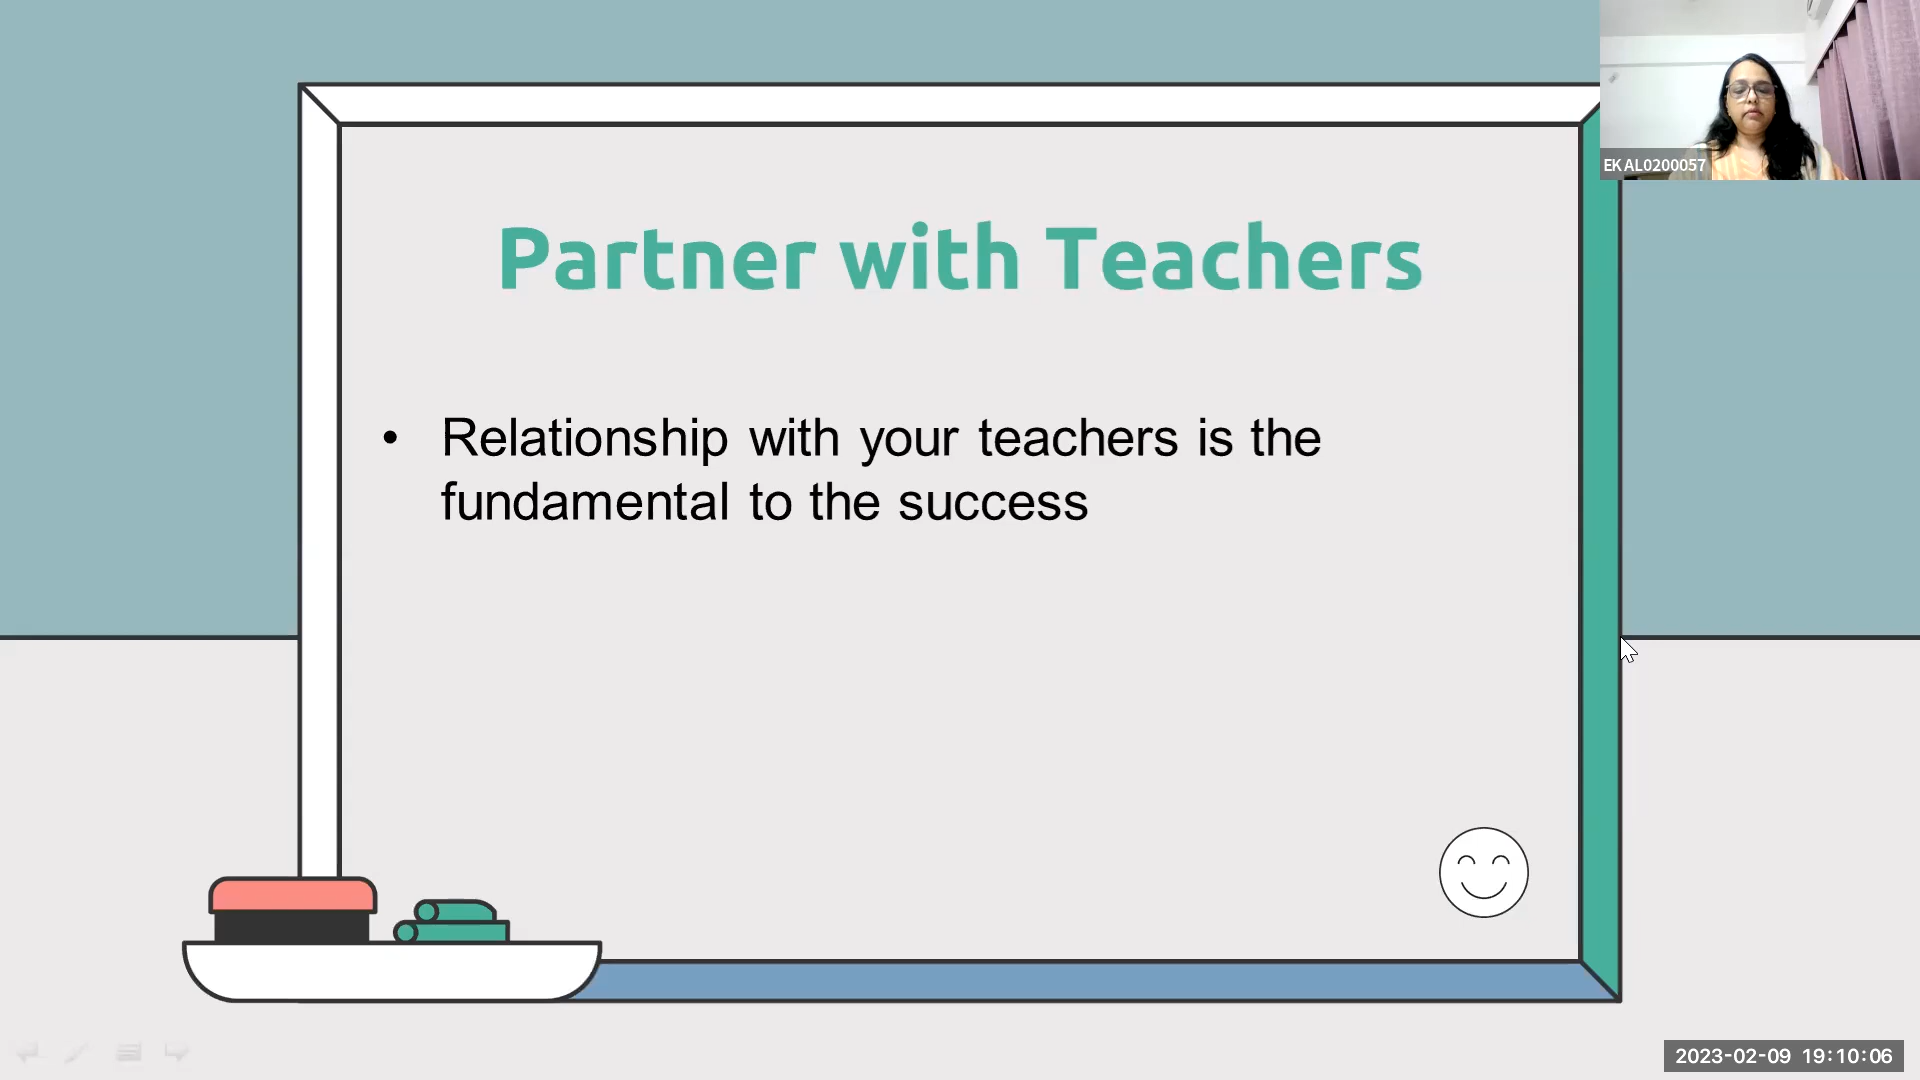 Partner with Teachers
• Relationship with your teachers is the
fundamental to the success
EKAL0200057
2023-02-09 19:10:06